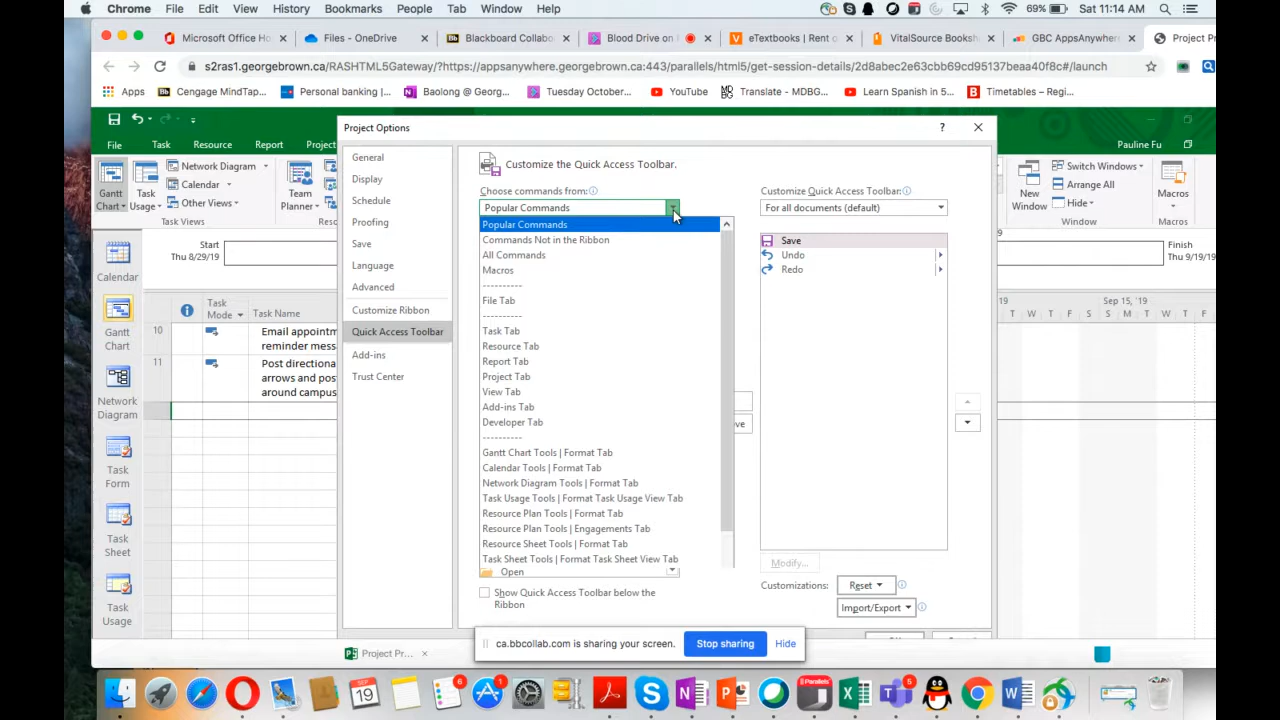 Chrome File Edit View History Bookmarks People Tab Window Help 69% Sat 11:14 AM
Microsoft Office Ho Files - OneDrive Blackboard Collabo Blood Drive on eTextbooks | Rent o VitalSource Booksh GBC AppsAnywhere Project Pr
s2ras1.georgebrown.ca/RASHTML5Gateway/?https://appsanywhere.georgebrown.ca:443/parallels/html5/get-session-details/2d8abec2e63cbb69cd95137beaa40f8c#/launch
Apps Cengage MindTap... Personal banking |... Baolong @ Georg... Tuesday October... YouTube Translate - MDBG... Learn Spanish in 5... Timetables – Regi...
Project Options ?
File Task Resource Report Project Pauline Fu
Gantt Chart
Task Usage
Network Diagram
Calendar
Other Views
Task Views
Team Planner
New Window
Switch Windows
Arrange All
Hide
Window
Macros
Macros
General
Display
Schedule
Proofing
Save
Language
Advanced
Customize Ribbon
Quick Access Toolbar
Add-ins
Trust Center
Customize the Quick Access Toolbar.
Choose commands from:
Popular Commands
Popular Commands
Commands Not in the Ribbon
All Commands
Macros
----------
File Tab
----------
Task Tab
Resource Tab
Report Tab
Project Tab
View Tab
Add-ins Tab
Developer Tab
----------
Gantt Chart Tools | Format Tab
Calendar Tools | Format Tab
Network Diagram Tools | Format Tab
Task Usage Tools | Format Task Usage View Tab
Resource Plan Tools | Format Tab
Resource Plan Tools | Engagements Tab
Resource Sheet Tools | Format Tab
Task Sheet Tools | Format Task Sheet View Tab
Open
Show Quick Access Toolbar below the
Ribbon
Customize Quick Access Toolbar:
For all documents (default)
Save
Undo
Redo
Modify...
Customizations: Reset
Import/Export
Start
Thu 8/29/19
Finish
Thu 9/19/19
Calendar
Gantt
Chart
Network
Diagram
Task
Form
Task
Sheet
Task
Usage
Task
Mode
Task Name
10 Email appointm
reminder mess
11 Post directiona
arrows and pos
around campus
'19 Sep 15, '19
T W T F S S M T W T F
ca.bbcollab.com is sharing your screen. Stop sharing Hide
Project Pr...
SEP
19
6
1
5